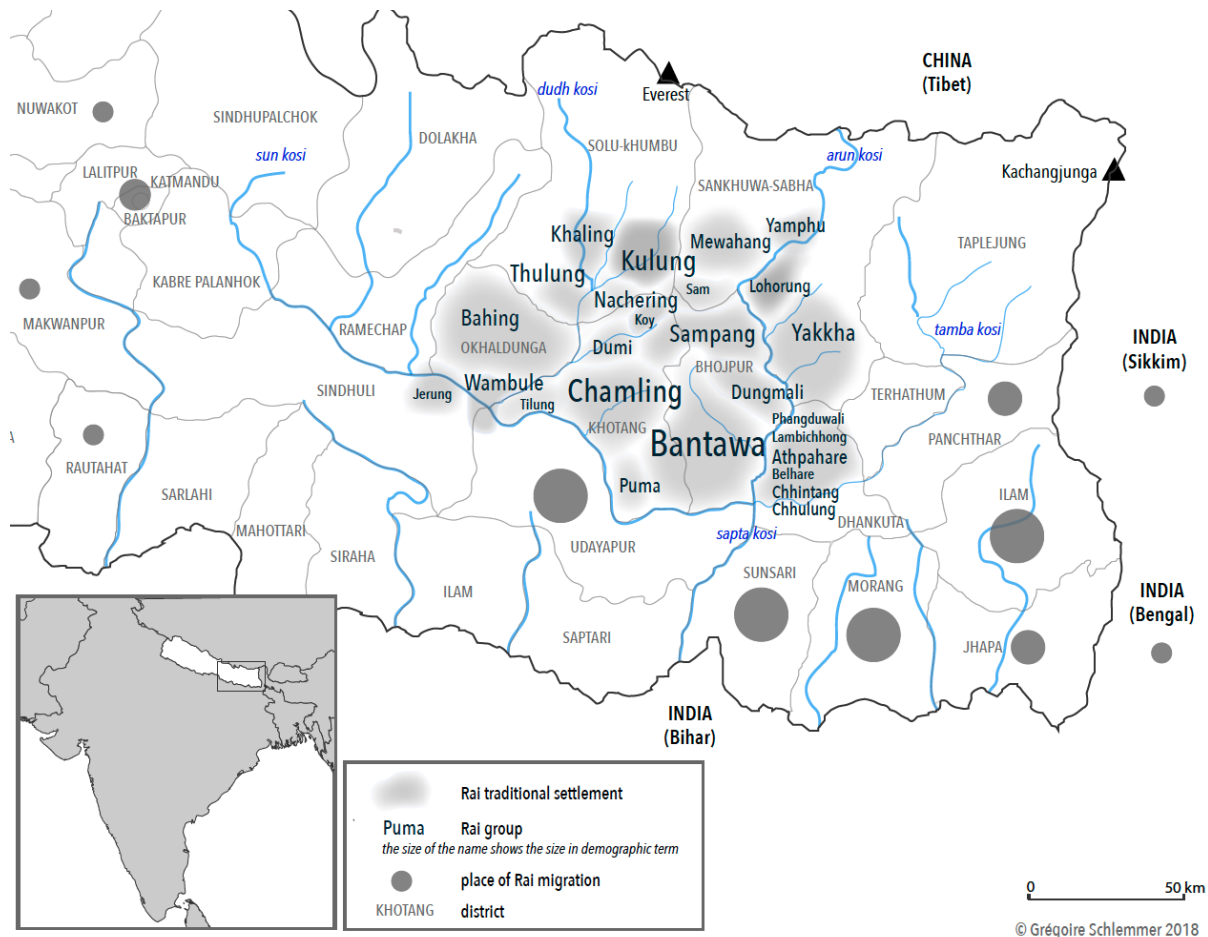 CHINA
(Tibet)
Everest
dudh kosi
NUWAKOT
SINDHUPALCHOK
DOLAKHA
SOLU-kHUMBU
sun kosi
arun kosi
LALITPUR
KATMANDU
Kachangjunga
SANKHUWA-SABHA
BAKTAPUR
Khaling
Yamphu
Mewahang
TAPLEJUNG
Kulung
Thulung
KABRE PALANHOK
Lohorung
Sam
Nachering
Koy
MAKWANPUR
RAMECHAP
Bahing
Sampang
Yakkha
tamba kosi
INDIA
(Sikkim)
OKHALDUNGA
Dumi
BHOJPUR
SINDHULI
Wambule
Jerung
Tilung
Chamling
Dungmali
TERHATHUM
Phangduwali
KHOTANG
Lambichhong
PANCHTHAR
A
Bantawa
Athpahare
RAUTAHAT
Belhare
Puma
Chhintang
ILAM
SARLAHI
Chhulung
DHANKUTA
MAHOTTARI
sapta kosi
SIRAHA
UDAYAPUR
SUNSARI
MORANG
ILAM
INDIA
(Bengal)
SAPTARI
JHAPA
INDIA
(Bihar)
Rai traditional settlement
Puma
Rai group
the size of the name shows the size in demographic term
place of Rai migration
KHOTANG
district
0 50 km
© Grégoire Schlemmer 2018